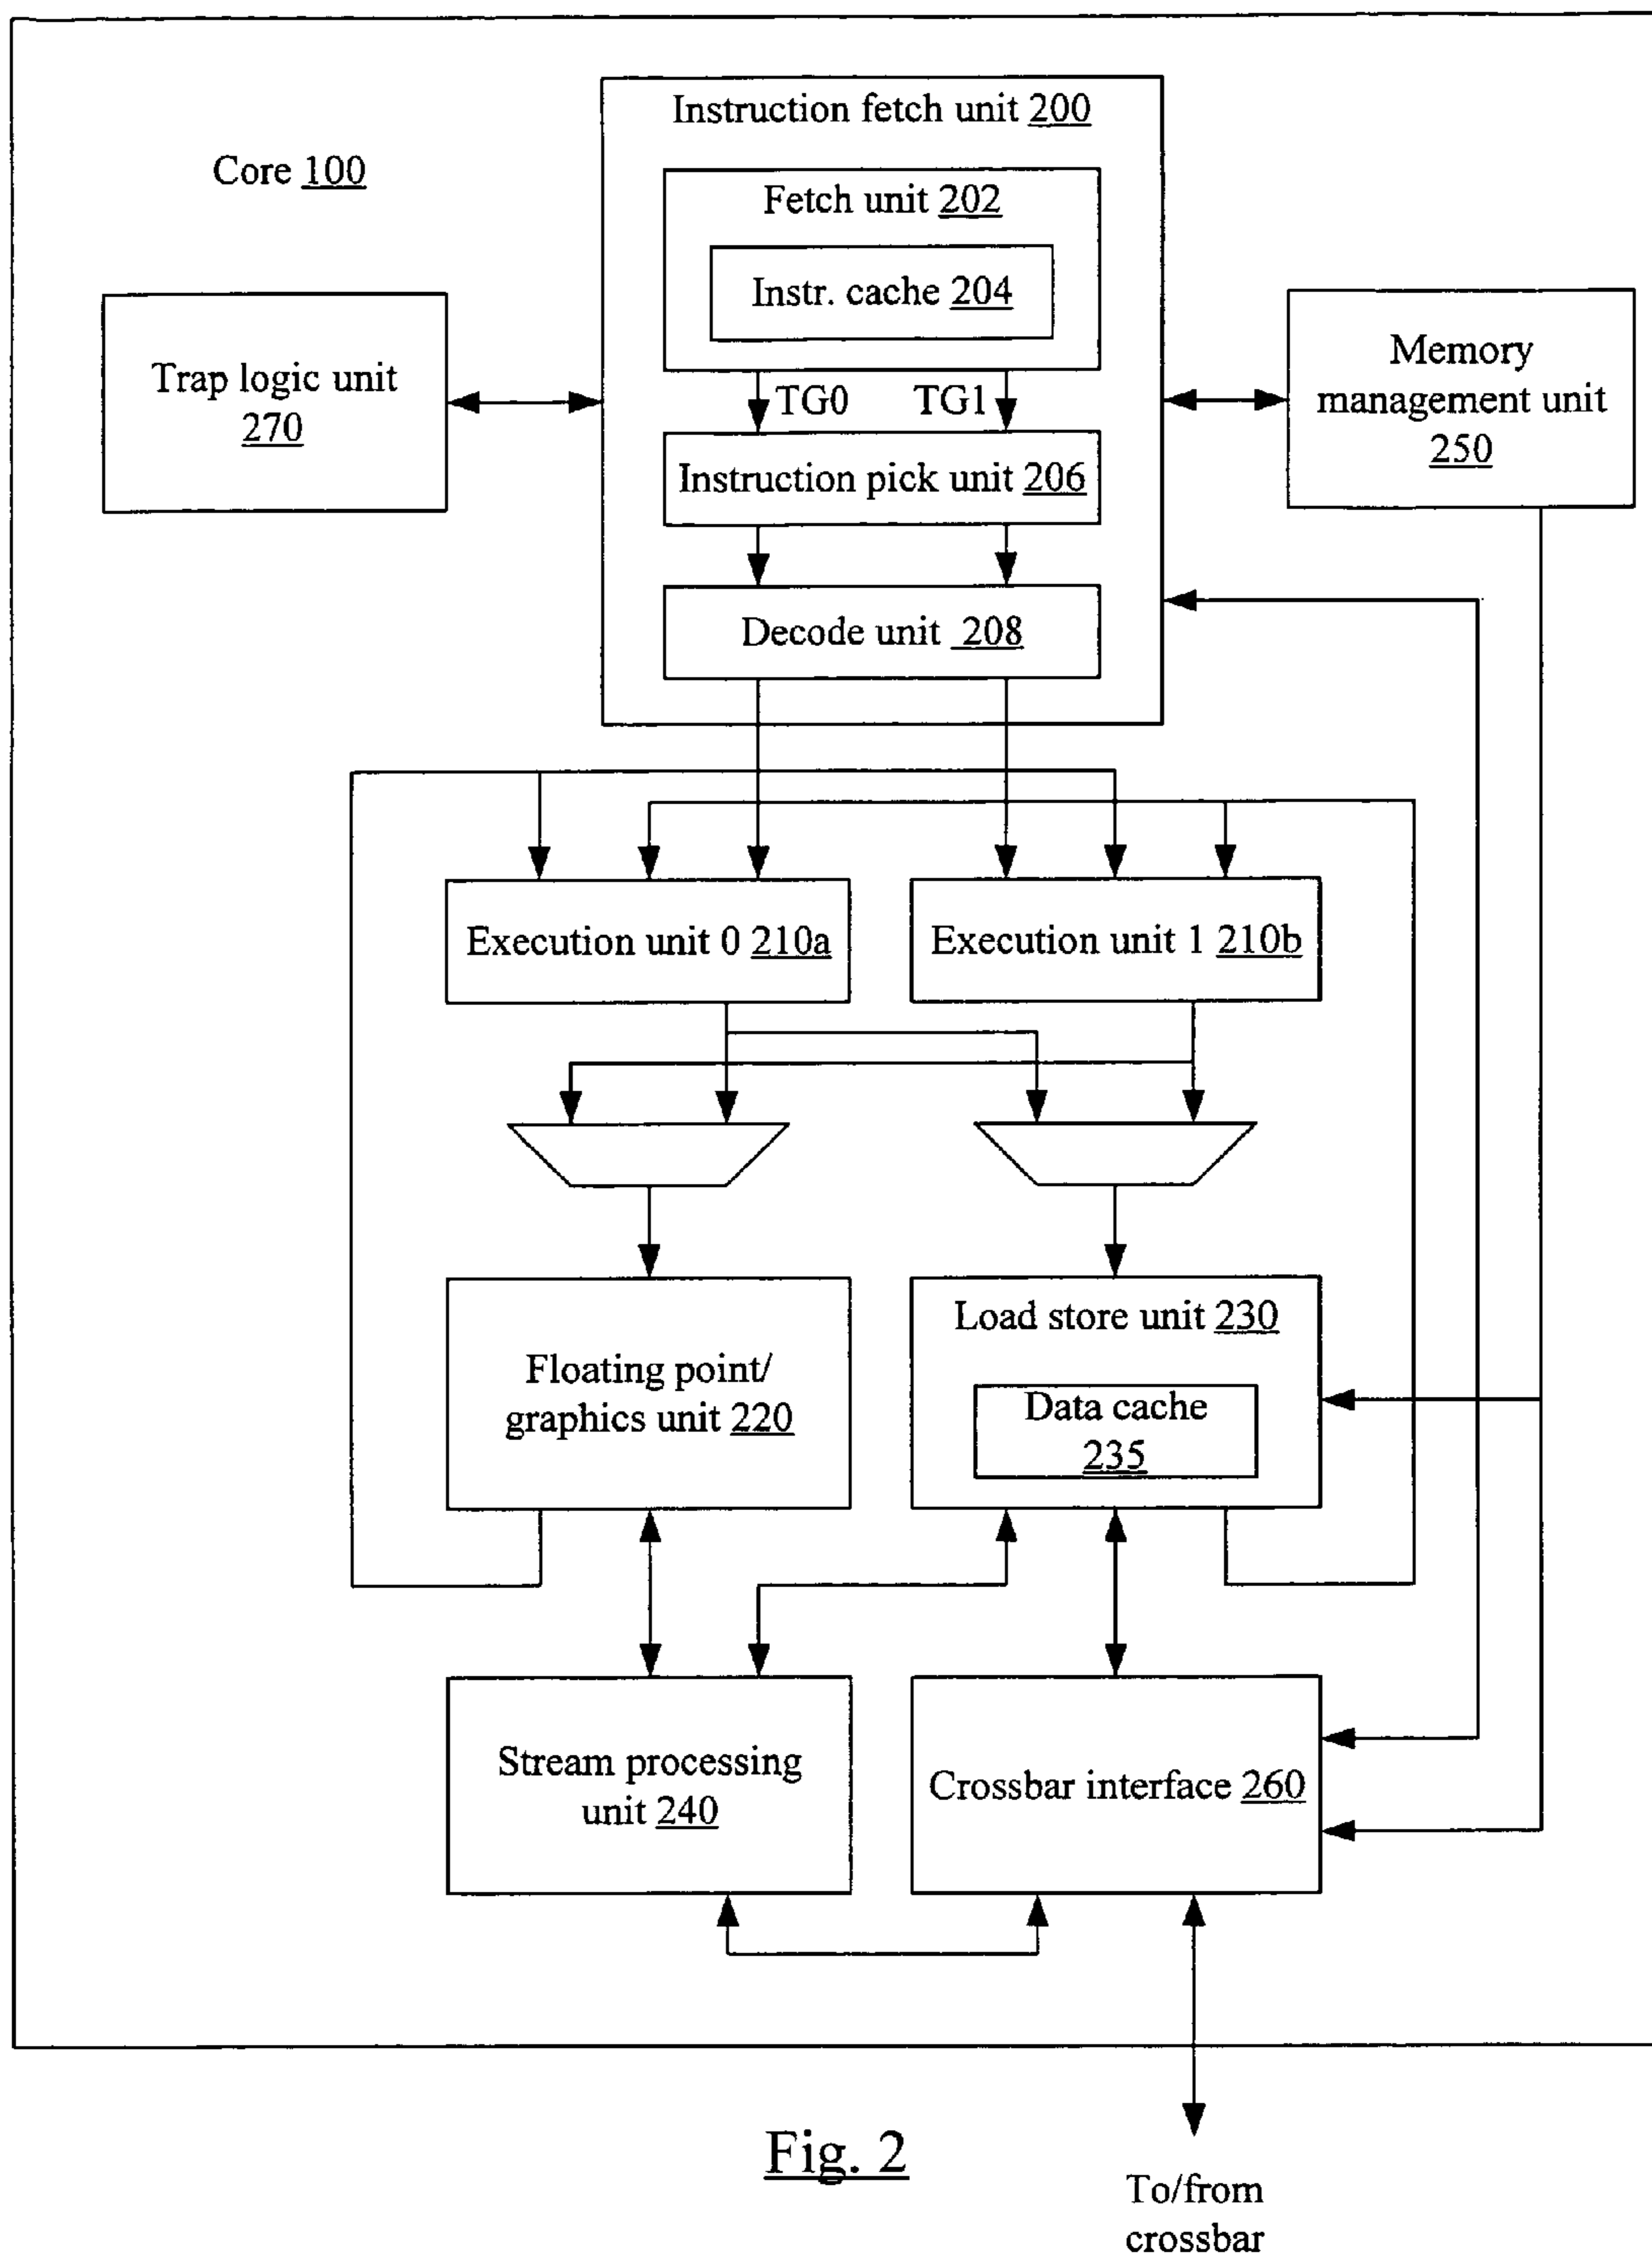 Instruction fetch unit 200
Core 100
Fetch unit 202
Instr. cache 204
Trap logic unit
270
Memory
management unit
250
TG0
TG1
Instruction pick unit 206
Decode unit 208
Execution unit 0 210a
Execution unit 1 210b
Floating point/
graphics unit 220
Load store unit 230
Data cache
235
Stream processing
unit 240
Crossbar interface 260
Fig. 2
To/from
crossbar